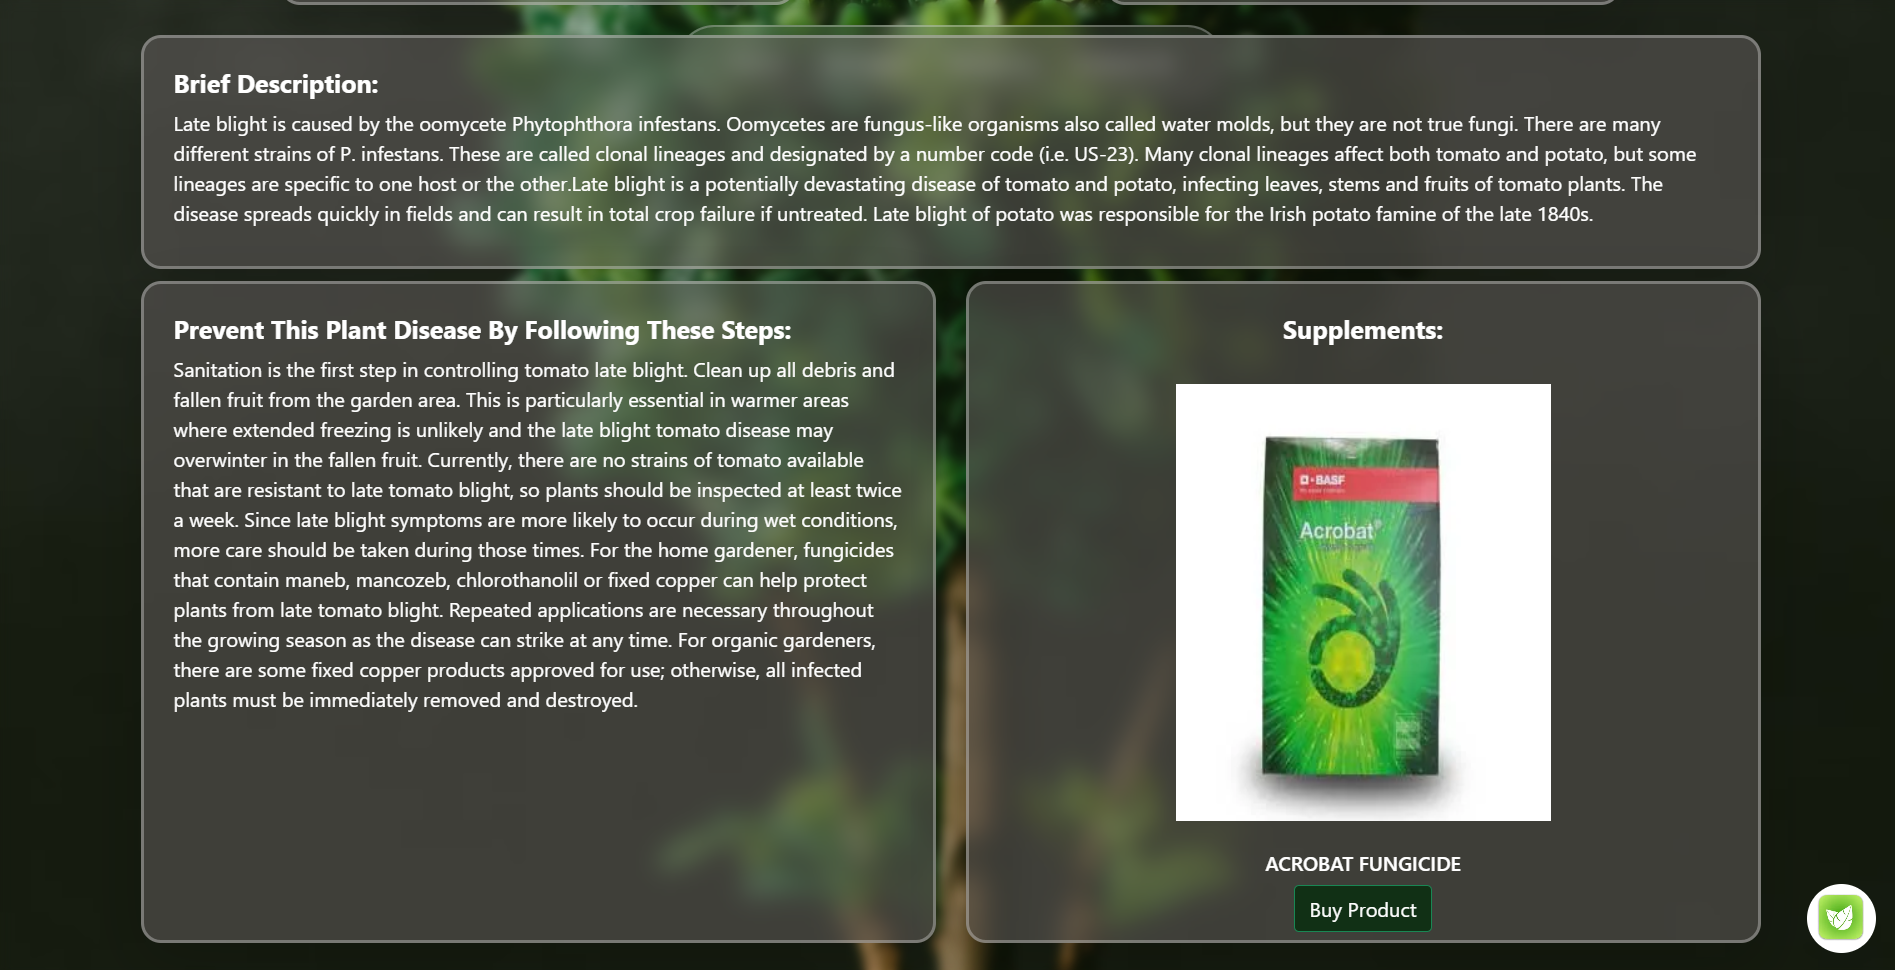 Brief Description:
Late blight is caused by the oomycete Phytophthora infestans. Oomycetes are fungus-like organisms also called water molds, but they are not true fungi. There are many
different strains of P. infestans. These are called clonal lineages and designated by a number code (i.e. US-23). Many clonal lineages affect both tomato and potato, but some
lineages are specific to one host or the other.Late blight is a potentially devastating disease of tomato and potato, infecting leaves, stems and fruits of tomato plants. The
disease spreads quickly in fields and can result in total crop failure if untreated. Late blight of potato was responsible for the Irish potato famine of the late 1840s.
Prevent This Plant Disease By Following These Steps:
Sanitation is the first step in controlling tomato late blight. Clean up all debris and
fallen fruit from the garden area. This is particularly essential in warmer areas
where extended freezing is unlikely and the late blight tomato disease may
overwinter in the fallen fruit. Currently, there are no strains of tomato available
that are resistant to late tomato blight, so plants should be inspected at least twice
a week. Since late blight symptoms are more likely to occur during wet conditions,
more care should be taken during those times. For the home gardener, fungicides
that contain maneb, mancozeb, chlorothanolil or fixed copper can help protect
plants from late tomato blight. Repeated applications are necessary throughout
the growing season as the disease can strike at any time. For organic gardeners,
there are some fixed copper products approved for use; otherwise, all infected
plants must be immediately removed and destroyed.
Supplements:
BASF
Acrobat®
ACROBAT FUNGICIDE
Buy Product